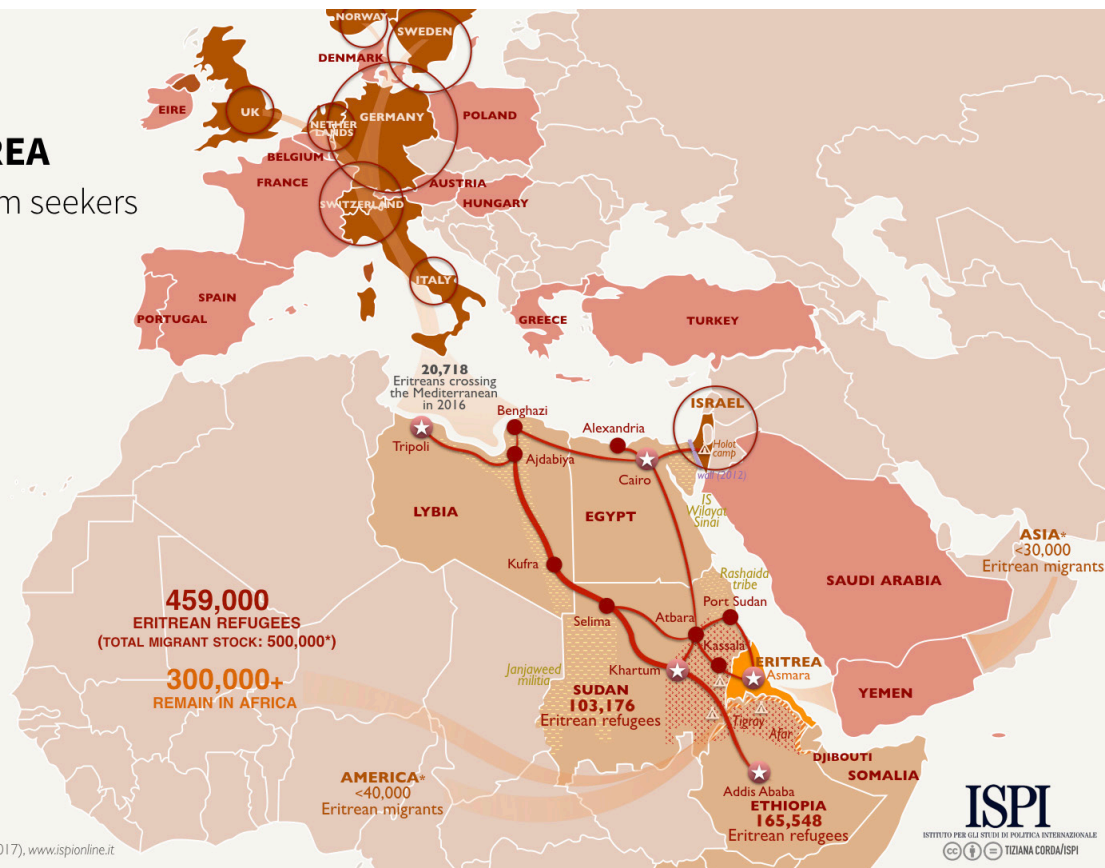 REA
m seekers
NORWAY
SWEDEN
DENMARK
EIRE
UK
NETHER
LANDS
GERMANY
POLAND
BELGIUM
FRANCE
AUSTRIA
SWITZERLAND
HUNGARY
ITALY
SPAIN
PORTUGAL
GREECE
TURKEY
20,718
Eritreans crossing
the Mediterranean
in 2016
ISRAEL
Holot
camp
wall (2012)
Benghazi
Alexandria
Tripoli
Ajdabiya
Cairo
IS
Wilayat
Sinai
LYBIA
EGYPT
ASIA*
<30,000
Eritrean migrants
Kufra
Rashaida
tribe
SAUDI ARABIA
459,000
ERITREAN REFUGEES
(TOTAL MIGRANT STOCK: 500,000*)
300,000+
REMAIN IN AFRICA
Selima
Atbara
Port Sudan
Kassala
Janjaweed
militia
Khartum
ERITREA
Asmara
SUDAN
103,176
Eritrean refugees
YEMEN
Tigray
Afar
DJIBOUTI
SOMALIA
AMERICA*
<40,000
Eritrean migrants
Addis Ababa
ETHIOPIA
165,548
Eritrean refugees
ISPI
ISTITUTO PER GLI STUDI DI POLITICA INTERNAZIONALE
cc TIZIANA CORDA/ISPI
017), www.ispionline.it